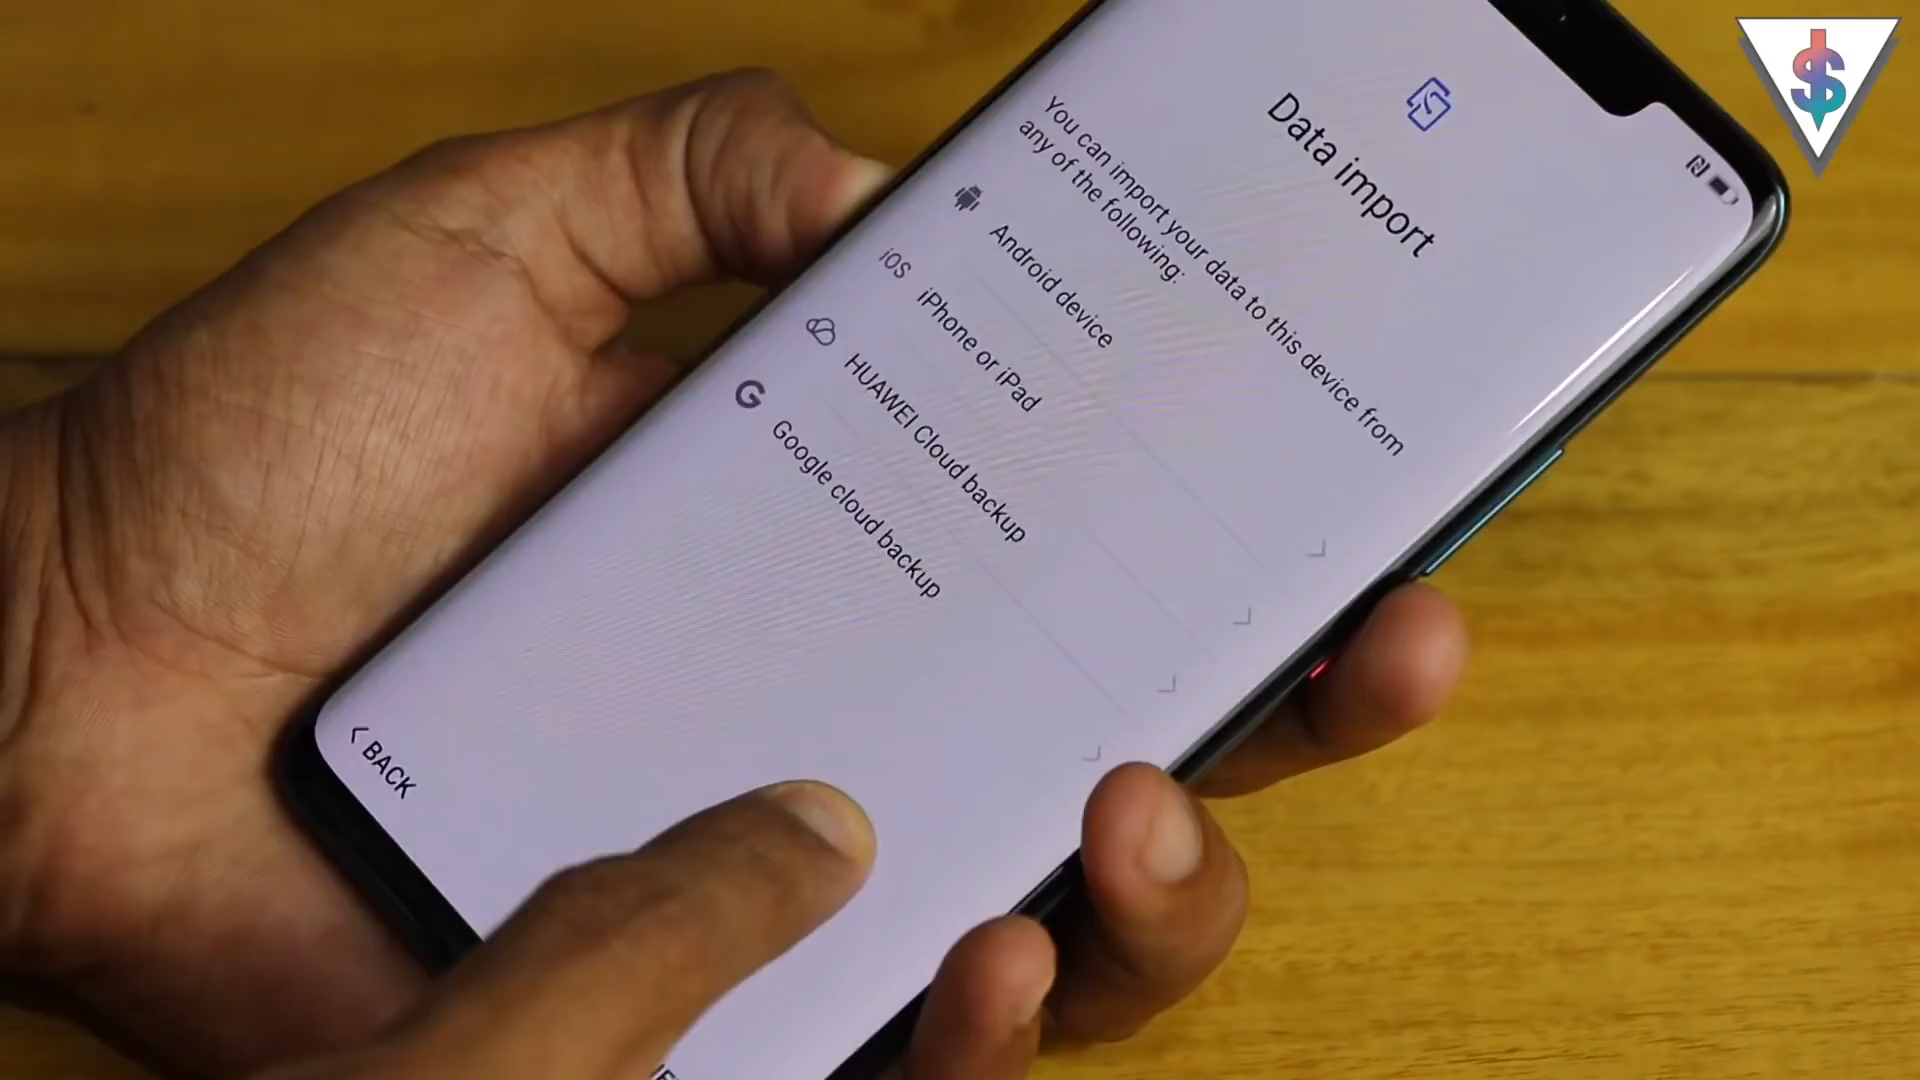 Data import
You can import your data to this device from
any of the following:
Android device
iOS
iPhone or iPad
HUAWEI Cloud backup
G
Google cloud backup
< BACK